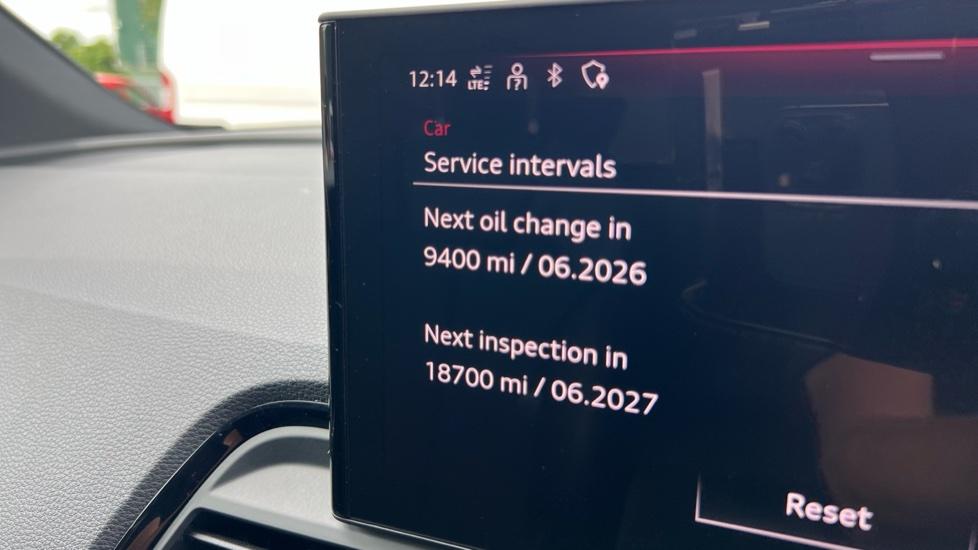 12:14 LTE ?
Car
Service intervals
Next oil change in
9400 mi / 06.2026
Next inspection in
18700 mi / 06.2027
Reset